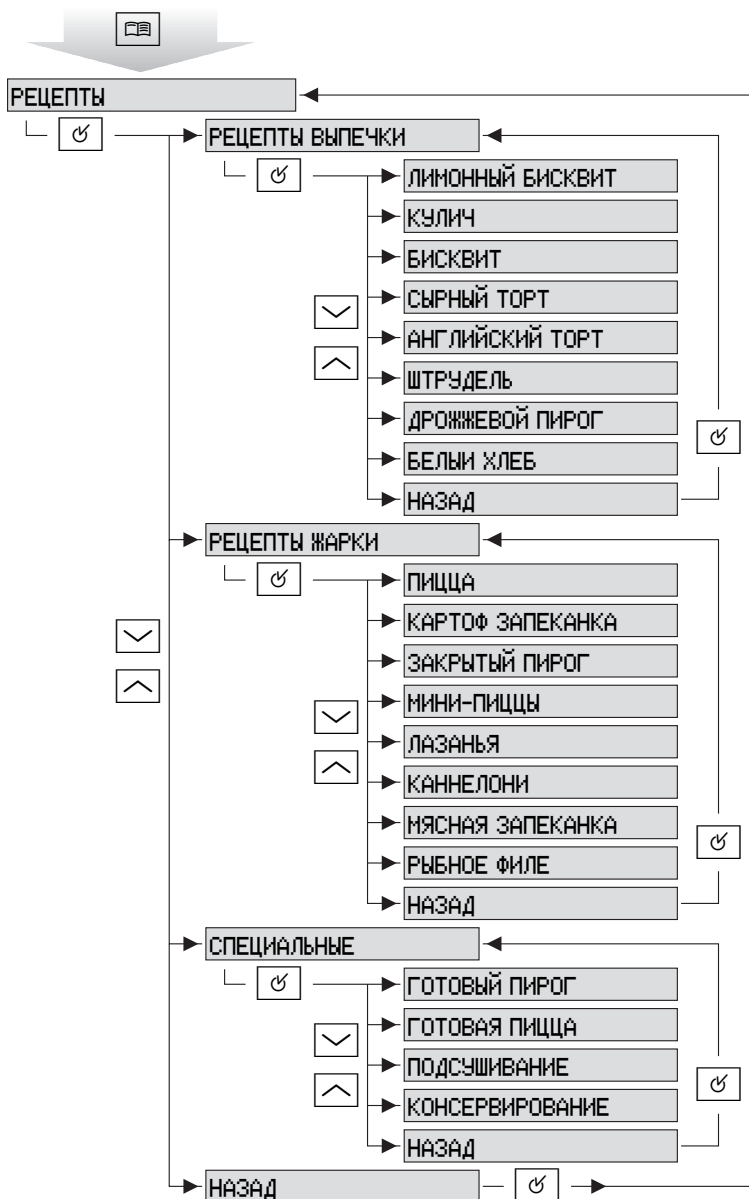 РЕЦЕПТЫ
РЕЦЕПТЫ ВЫПЕЧКИ
ЛИМОННЫЙ БИСКВИТ
КУЛИЧ
БИСКВИТ
СЫРНЫЙ ТОРТ
АНГЛИЙСКИЙ ТОРТ
ШТРУДЕЛЬ
ДРОЖЖЕВОЙ ПИРОГ
БЕЛЫИ ХЛЕБ
НАЗАД
РЕЦЕПТЫ ЖАРКИ
ПИЦЦА
КАРТОФ ЗАПЕКАНКА
ЗАКРЫТЫЙ ПИРОГ
МИНИ-ПИЦЦЫ
ЛАЗАНЬЯ
КАННЕЛОНИ
МЯСНАЯ ЗАПЕКАНКА
РЫБНОЕ ФИЛЕ
НАЗАД
СПЕЦИАЛЬНЫЕ
ГОТОВЫЙ ПИРОГ
ГОТОВАЯ ПИЦЦА
ПОДСУШИВАНИЕ
КОНСЕРВИРОВАНИЕ
НАЗАД
НАЗАД